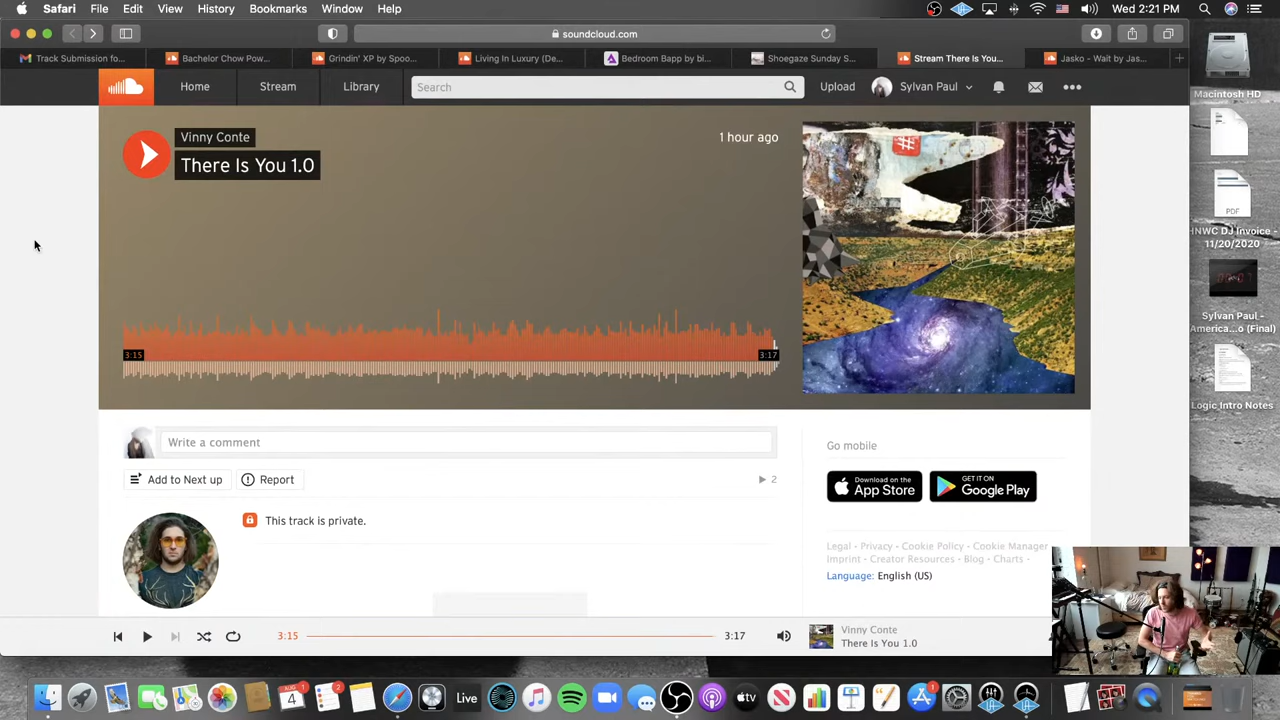 Safari File Edit View History Bookmarks Window Help Wed 2:21 PM
soundcloud.com
Track Submission fo... Bachelor Chow Pow... Grindin' XP by Spoo... Living In Luxury (De... Bedroom Bapp by bi... Shoegaze Sunday S... Stream There Is You... Jasko - Wait by Jas...
Home Stream Library Search Upload Sylvan Paul
Macintosh HD
Vinny Conte
1 hour ago
There Is You 1.0
#
PDF
HNWC DJ Invoice -
11/20/2020
Sylvan Paul -
America...o (Final)
3:15 3:17
Logic Intro Notes
Write a comment
Go mobile
Add to Next up Report 2
Download on the
App Store
GET IT ON
Google Play
This track is private.
Legal - Privacy - Cookie Policy - Cookie Manager
Imprint - Creator Resources - Blog - Charts -
Language: English (US)
3:15 3:17
Vinny Conte
There Is You 1.0
AUG
4
1
2
Live
tv
1